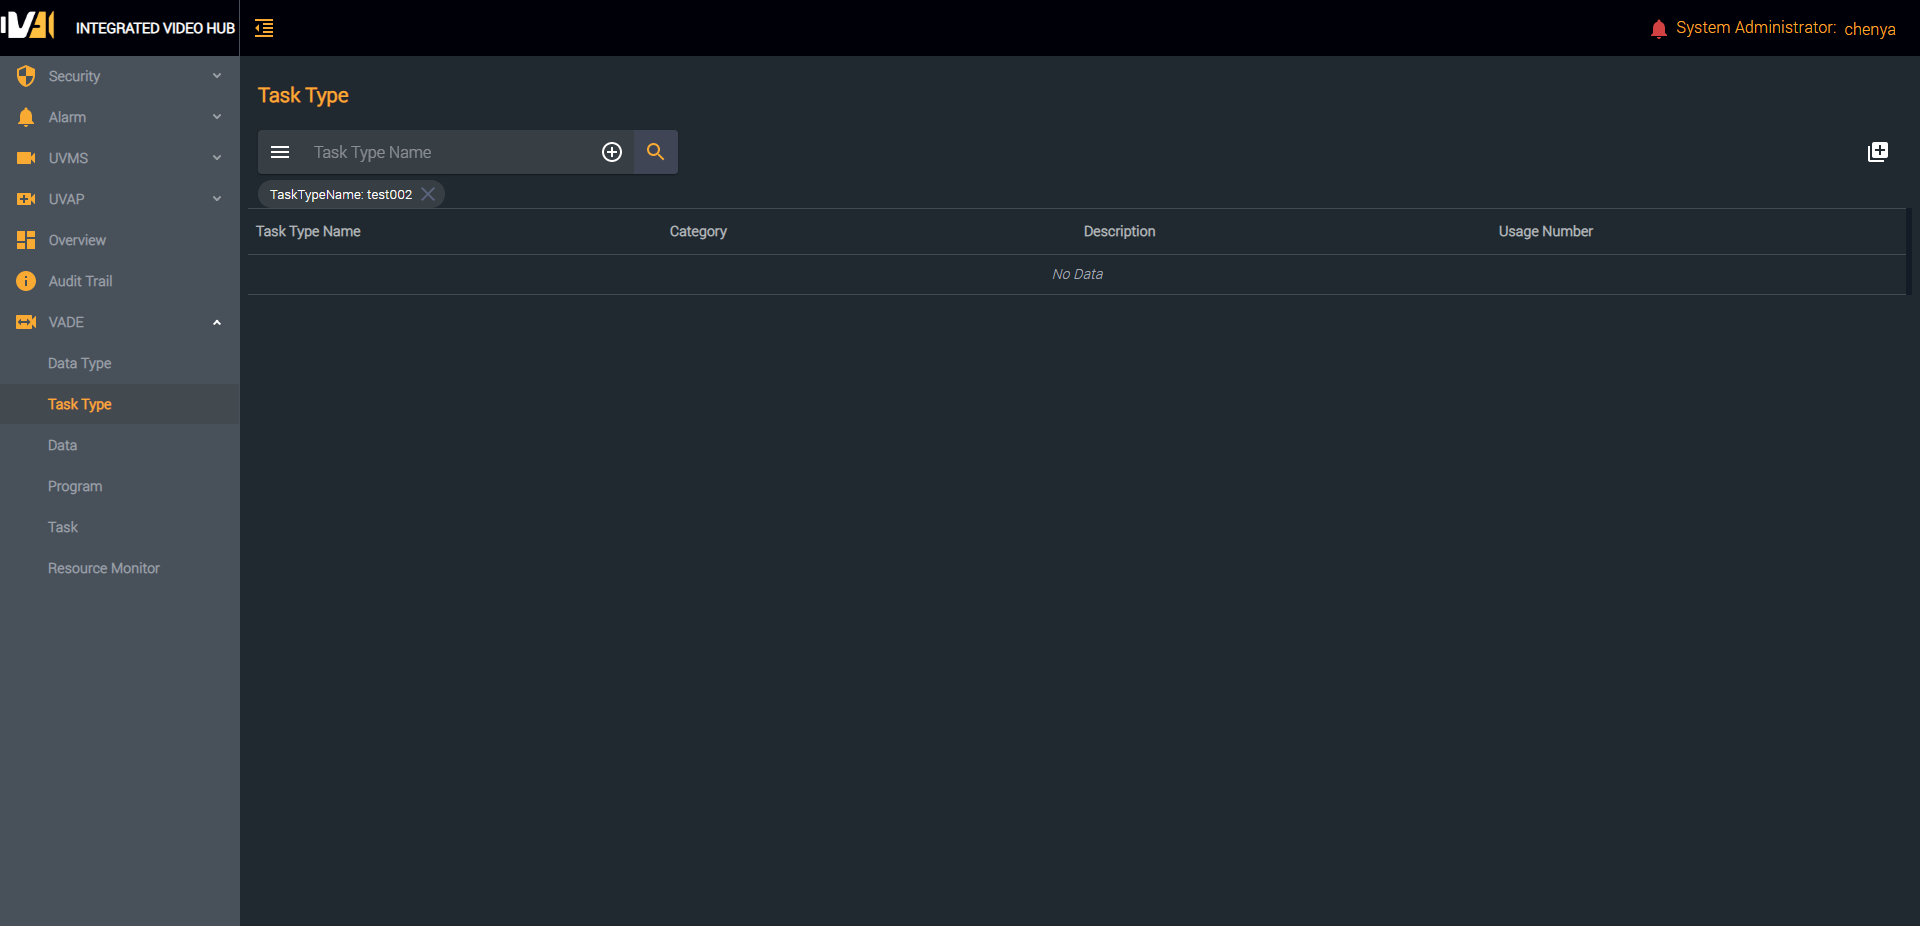 IVAI
INTEGRATED VIDEO HUB
System Administrator: chenya
Security
Alarm
UVMS
UVAP
Overview
Audit Trail
VADE
Data Type
Task Type
Data
Program
Task
Resource Monitor
Task Type
Task Type Name
TaskTypeName: test002
Task Type Name Category Description Usage Number
No Data